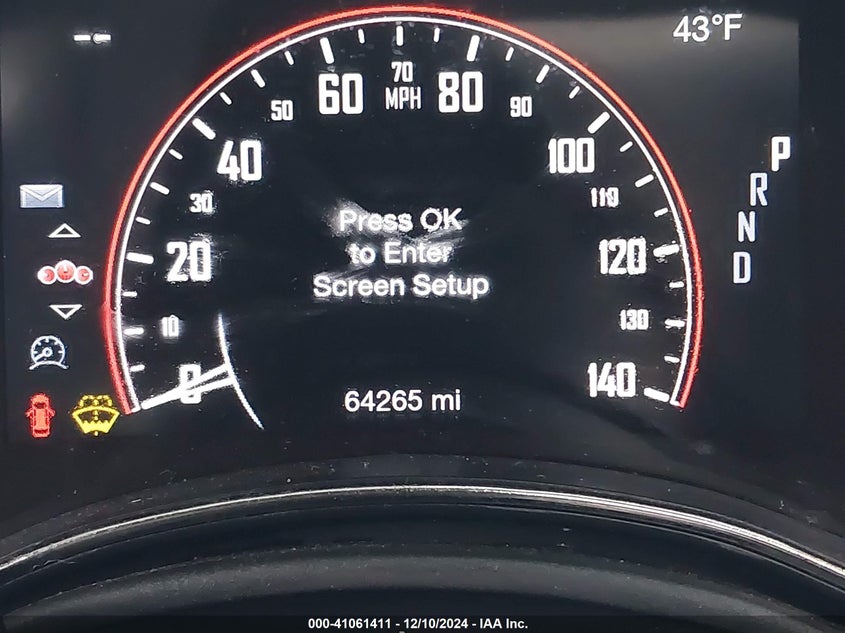 43°F
70
60 MPH 80
50 90
40 100
P
R
30 110
Press OK
N
to Enter
20 120
D
Screen Setup
10 130
0 140
64265 mi
000-41061411 - 12/10/2024 - IAA Inc.